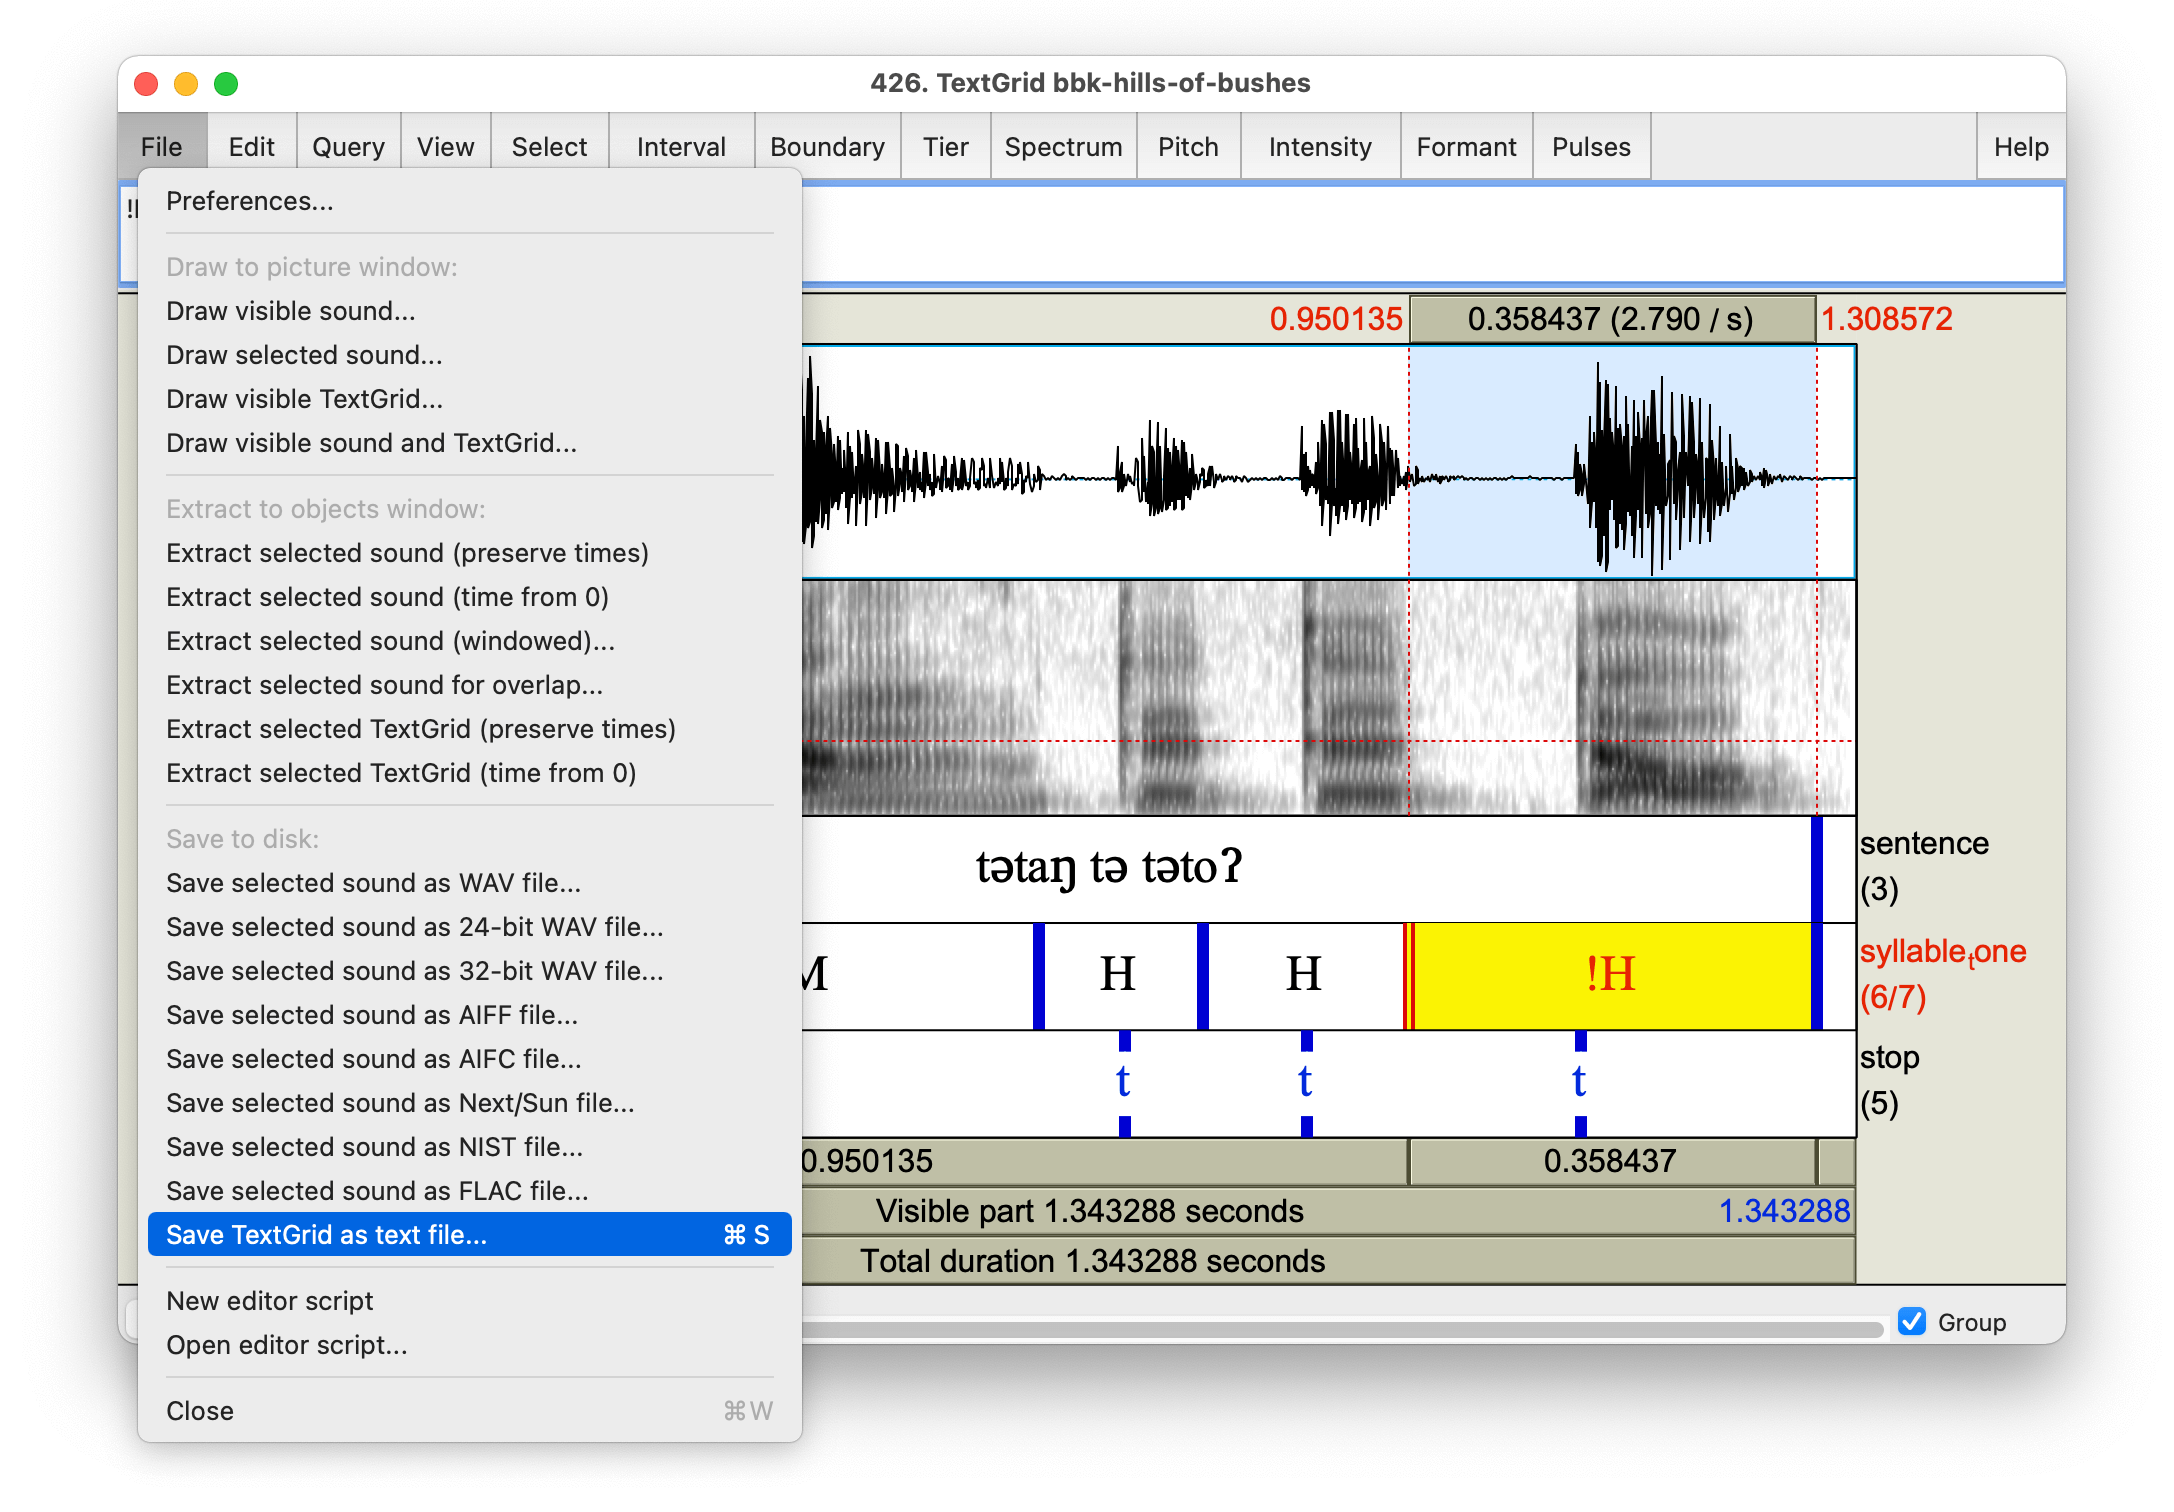 426. TextGrid bbk-hills-of-bushes
File Edit Query View Select Interval Boundary Tier Spectrum Pitch Intensity Formant Pulses Help
Preferences...
Draw to picture window:
Draw visible sound...
Draw selected sound...
Draw visible TextGrid...
Draw visible sound and TextGrid...
Extract to objects window:
Extract selected sound (preserve times)
Extract selected sound (time from 0)
Extract selected sound (windowed)...
Extract selected sound for overlap...
Extract selected TextGrid (preserve times)
Extract selected TextGrid (time from 0)
Save to disk:
Save selected sound as WAV file...
Save selected sound as 24-bit WAV file...
Save selected sound as 32-bit WAV file...
Save selected sound as AIFF file...
Save selected sound as AIFC file...
Save selected sound as Next/Sun file...
Save selected sound as NIST file...
Save selected sound as FLAC file...
Save TextGrid as text file... ⌘ S
New editor script
Open editor script...
Close ⌘W
0.950135 0.358437 (2.790 / s) 1.308572
tətaŋ tə tətoʔ
sentence
(3)
M H H !H
syllable_tone
(6/7)
t t t
stop
(5)
0.950135 0.358437
Visible part 1.343288 seconds 1.343288
Total duration 1.343288 seconds
Group